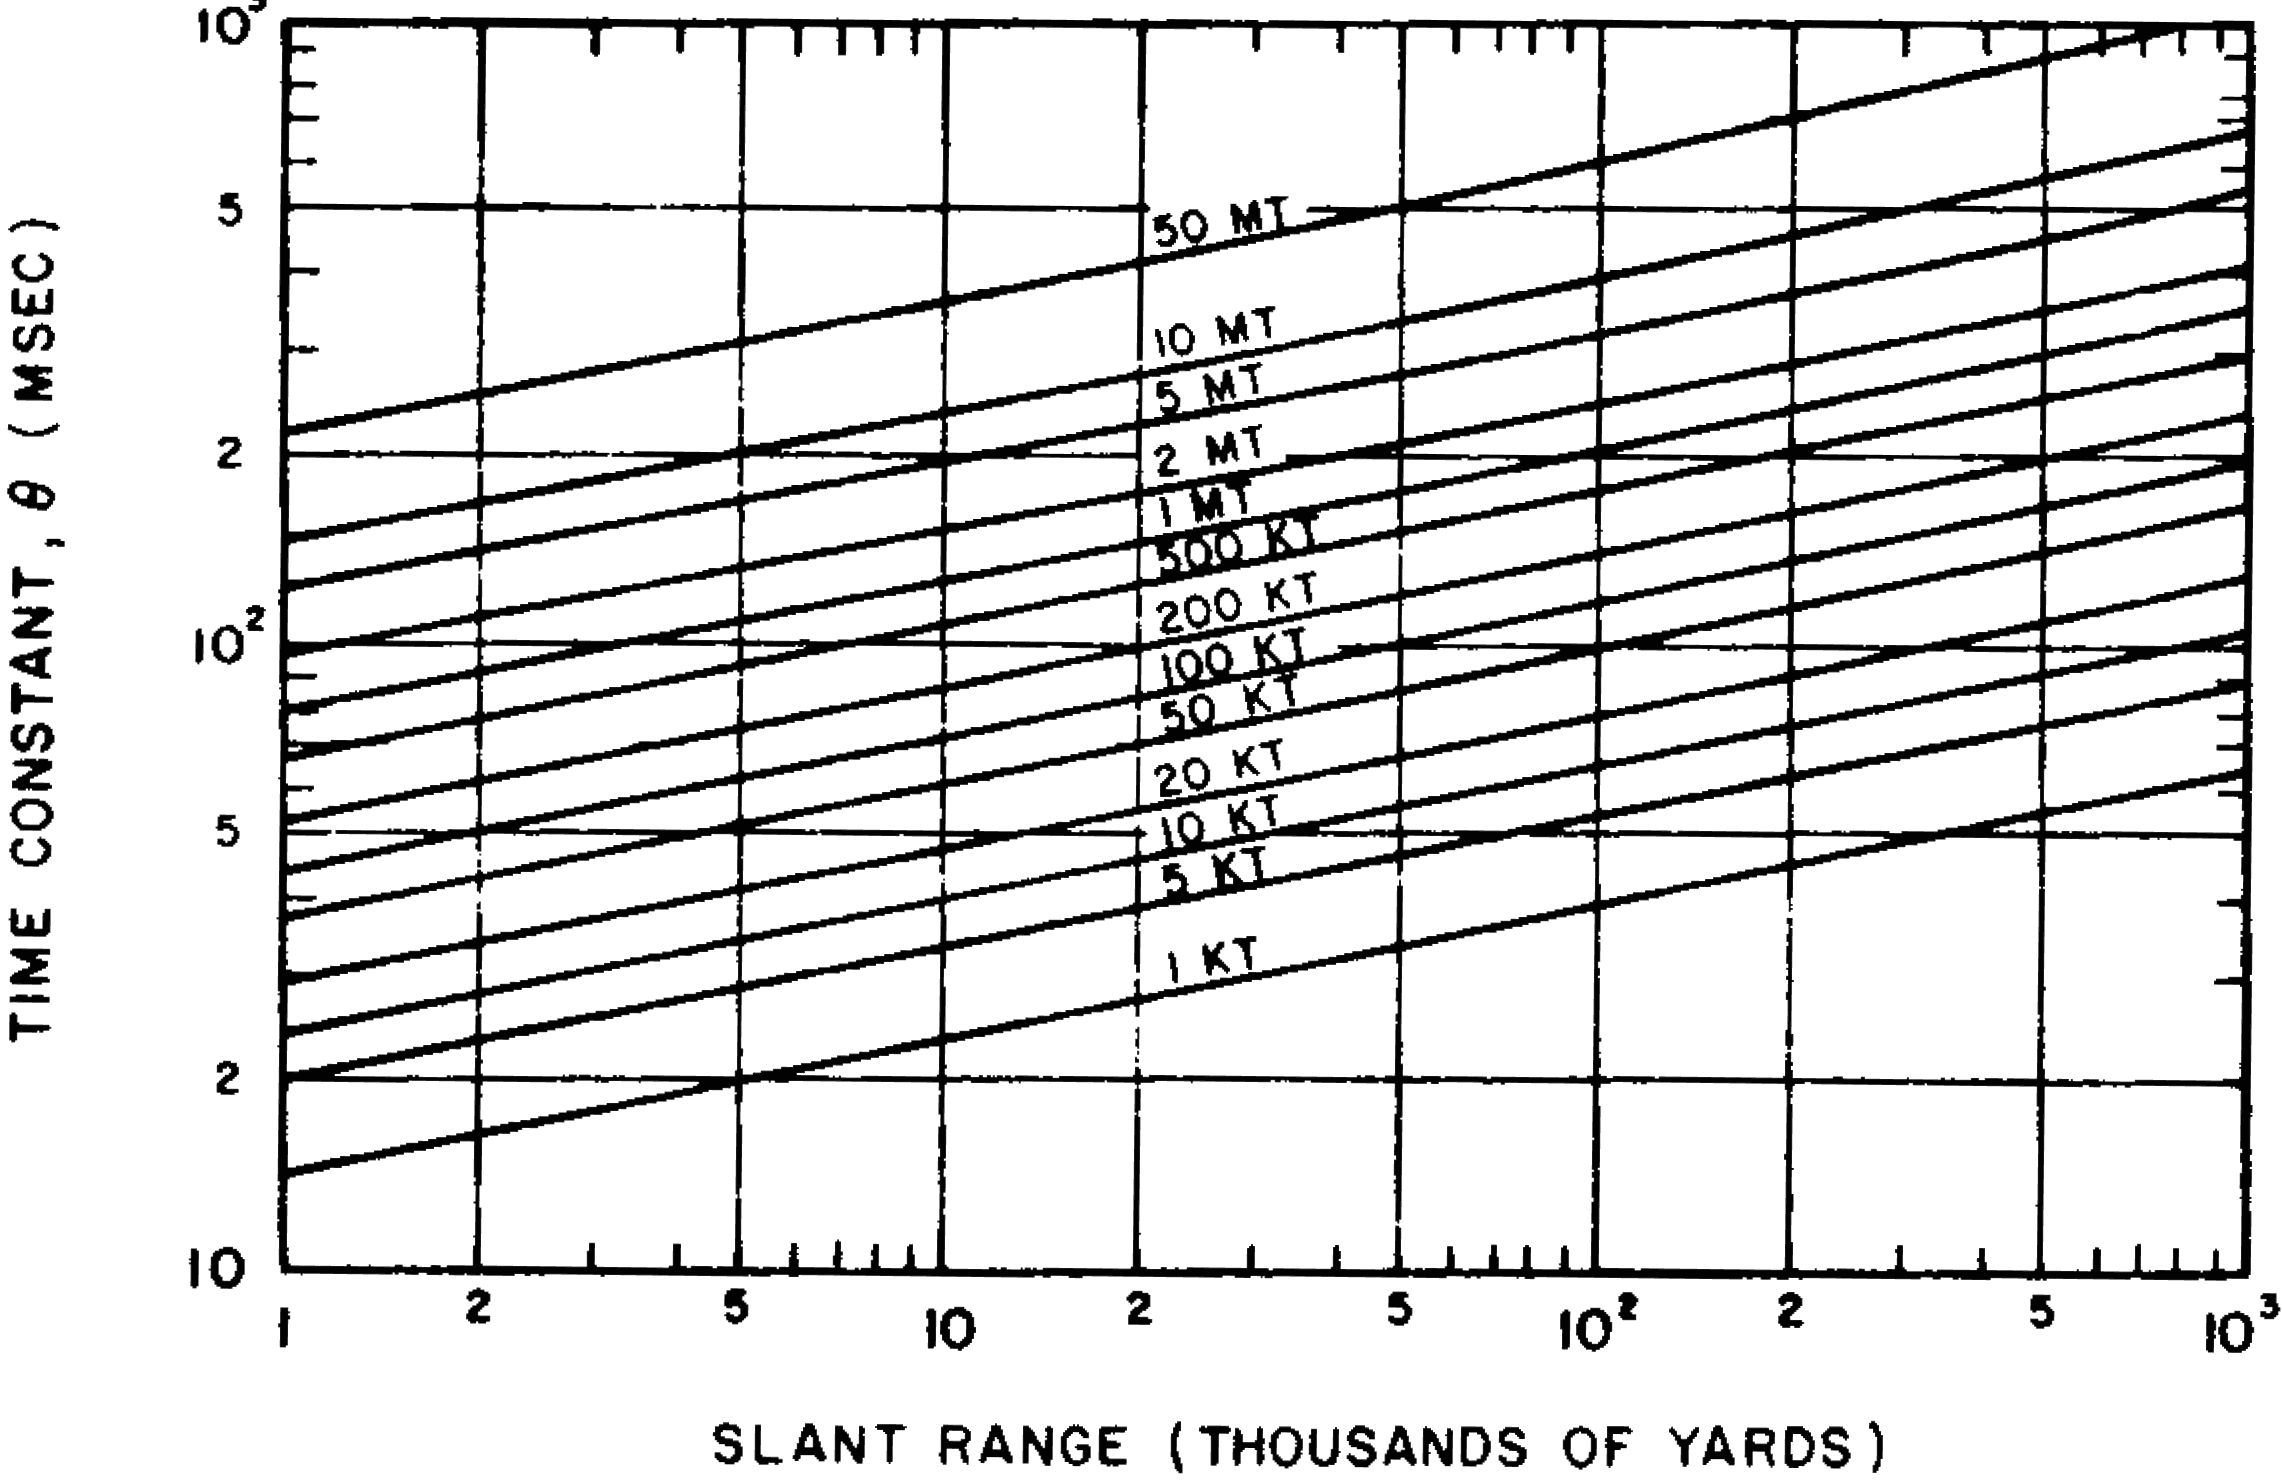 10³
5
2
10²
5
2
10
TIME CONSTANT, θ (MSEC)
50 MT
10 MT
5 MT
2 MT
1 MT
500 KT
200 KT
100 KT
50 KT
20 KT
10 KT
5 KT
1 KT
1 2 5 10 2 5 10² 2 5 10³
SLANT RANGE (THOUSANDS OF YARDS)